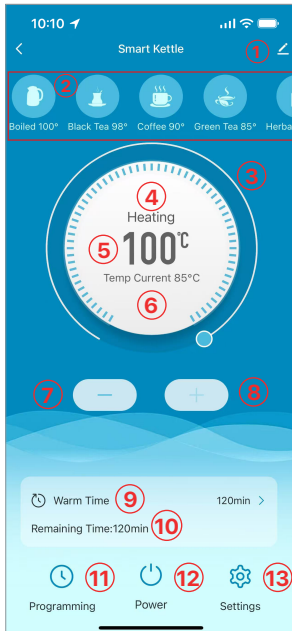 10:10
Smart Kettle
①
②
Boiled 100° Black Tea 98° Coffee 90° Green Tea 85° Herba
③
④
Heating
⑤ 100°C
Temp Current 85°C
⑥
⑦ − + ⑧
Warm Time ⑨ 120min >
Remaining Time:120min ⑩
⑪ ⑫ ⑬
Programming Power Settings